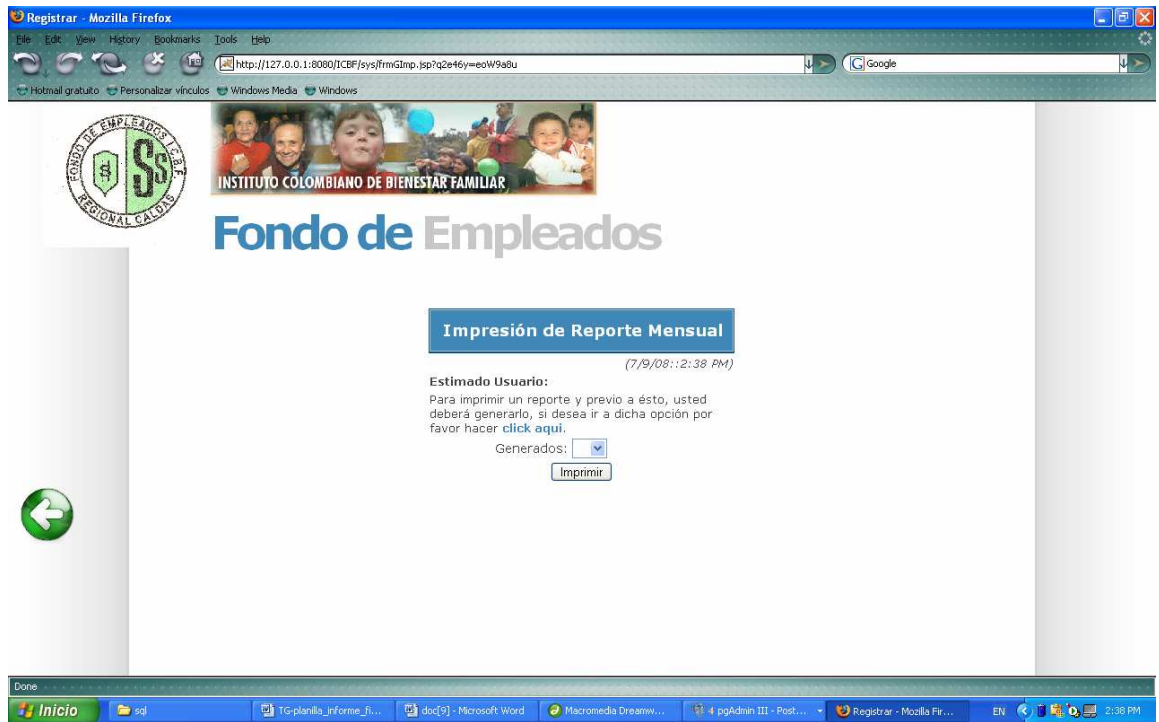 Registrar - Mozilla Firefox
File Edit View History Bookmarks Tools Help
http://127.0.0.1:8080/ICBF/sys/frmGImp.jsp?q2e46y=eoW9a8u
Google
Hotmail gratuito Personalizar vínculos Windows Media Windows
FONDO DE EMPLEADOS I.C.B.F.
SS
REGIONAL CALDAS
INSTITUTO COLOMBIANO DE BIENESTAR FAMILIAR
Fondo de Empleados
Impresión de Reporte Mensual
(7/9/08::2:38 PM)
Estimado Usuario:
Para imprimir un reporte y previo a ésto, usted
deberá generarlo, si desea ir a dicha opción por
favor hacer click aqui.
Generados:
Imprimir
Done
Inicio sql TG-planilla_informe_fi... doc[9] - Microsoft Word Macromedia Dreamw... 4 pgAdmin III - Post... Registrar - Mozilla Fir... EN 2:38 PM